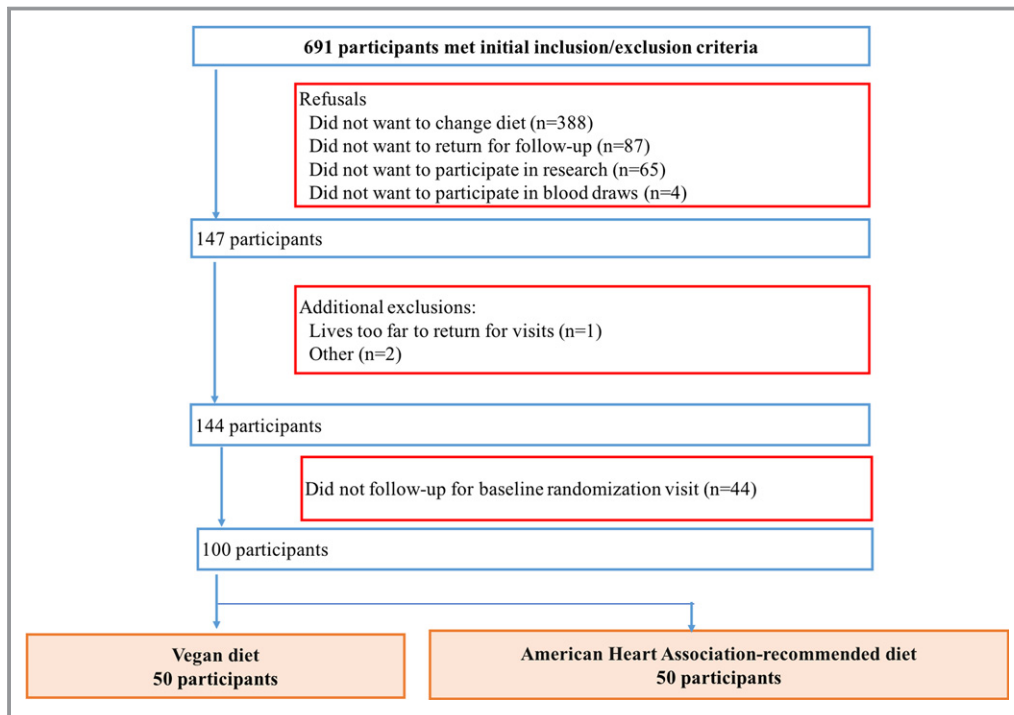 691 participants met initial inclusion/exclusion criteria
Refusals
Did not want to change diet (n=388)
Did not want to return for follow-up (n=87)
Did not want to participate in research (n=65)
Did not want to participate in blood draws (n=4)
147 participants
Additional exclusions:
Lives too far to return for visits (n=1)
Other (n=2)
144 participants
Did not follow-up for baseline randomization visit (n=44)
100 participants
Vegan diet
50 participants
American Heart Association-recommended diet
50 participants